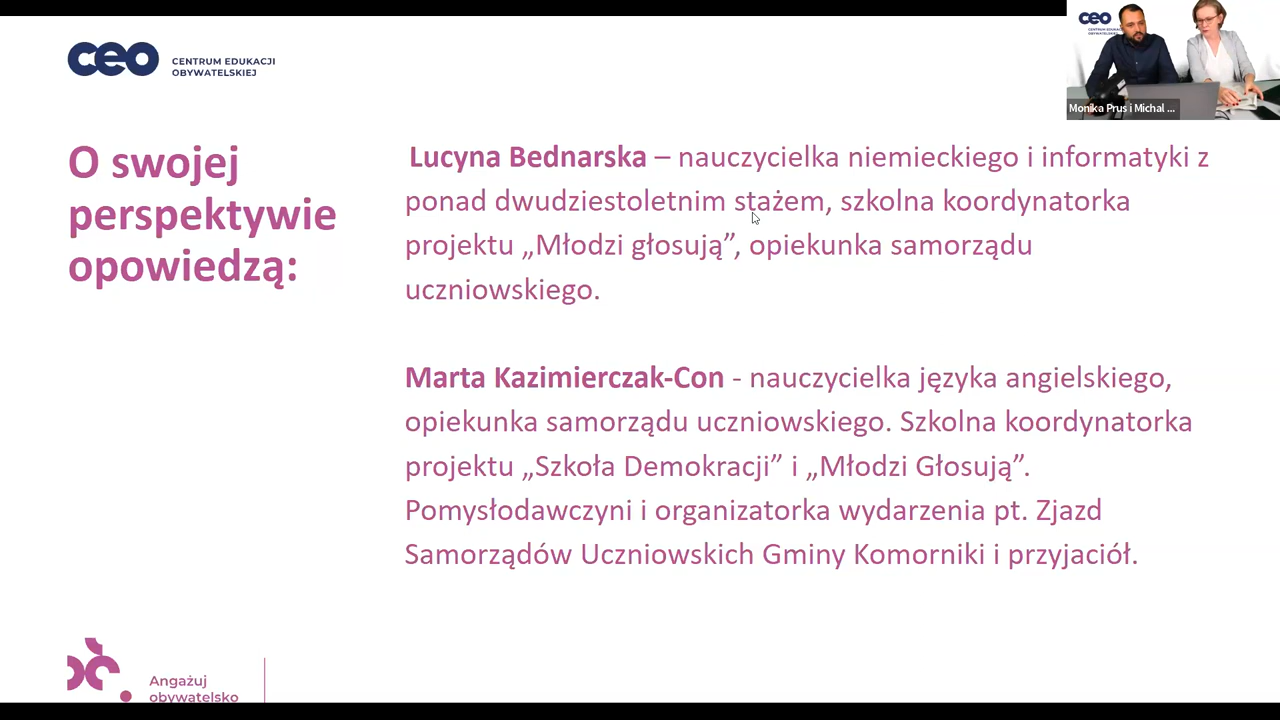 ceo
CENTRUM EDUKACJI
OBYWATELSKIEJ
ceo
Monika Prus i Michal ...
O swojej
perspektywie
opowiedzą:
Lucyna Bednarska – nauczycielka niemieckiego i informatyki z
ponad dwudziestoletnim stażem, szkolna koordynatorka
projektu „Młodzi głosują”, opiekunka samorządu
uczniowskiego.
Marta Kazimierczak-Con - nauczycielka języka angielskiego,
opiekunka samorządu uczniowskiego. Szkolna koordynatorka
projektu „Szkoła Demokracji” i „Młodzi Głosują”.
Pomysłodawczyni i organizatorka wydarzenia pt. Zjazd
Samorządów Uczniowskich Gminy Komorniki i przyjaciół.
Angażuj
obywatelsko